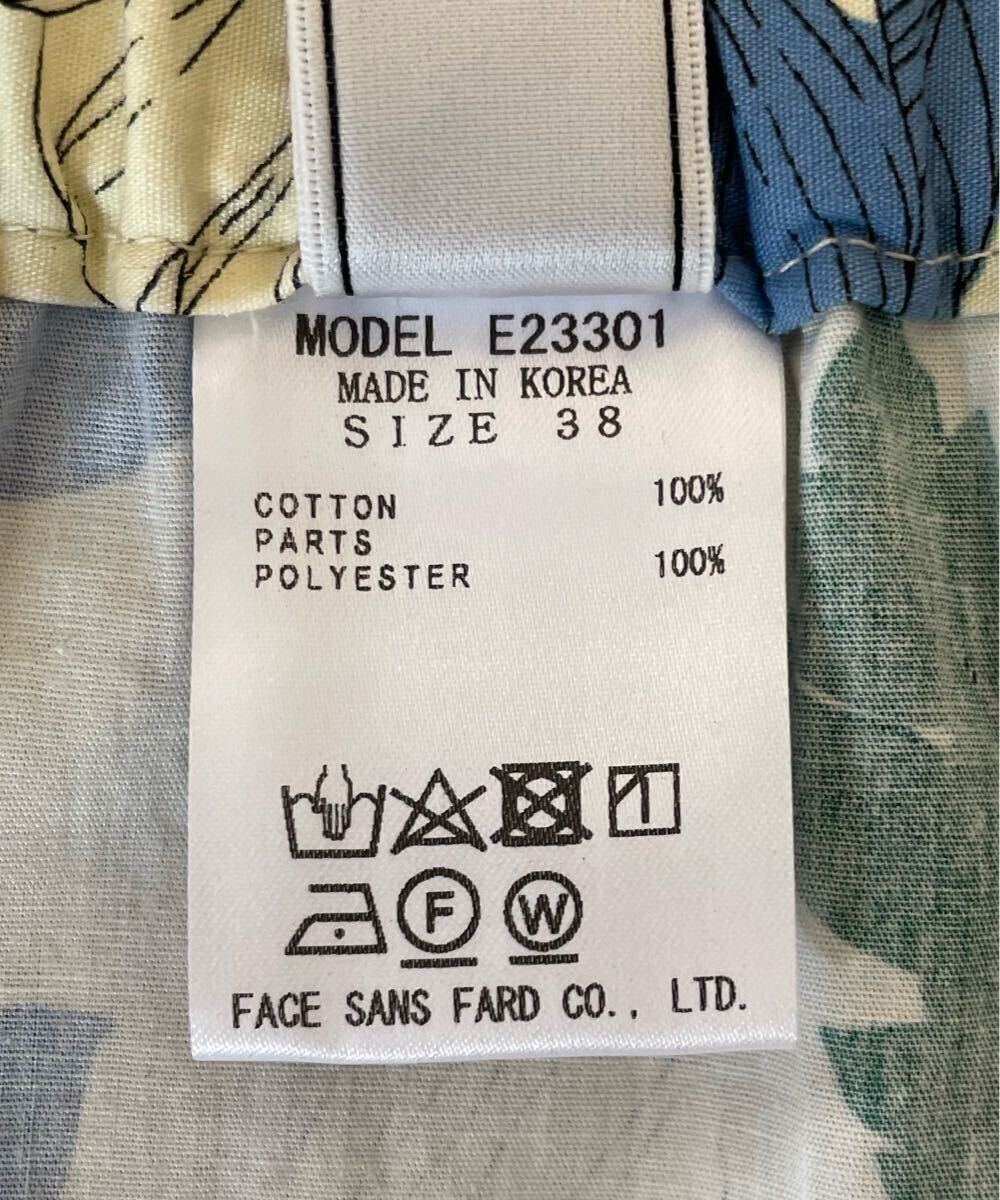 MODEL E23301
MADE IN KOREA
SIZE 38
COTTON 100%
PARTS
POLYESTER 100%
F W
FACE SANS FARD CO., LTD.